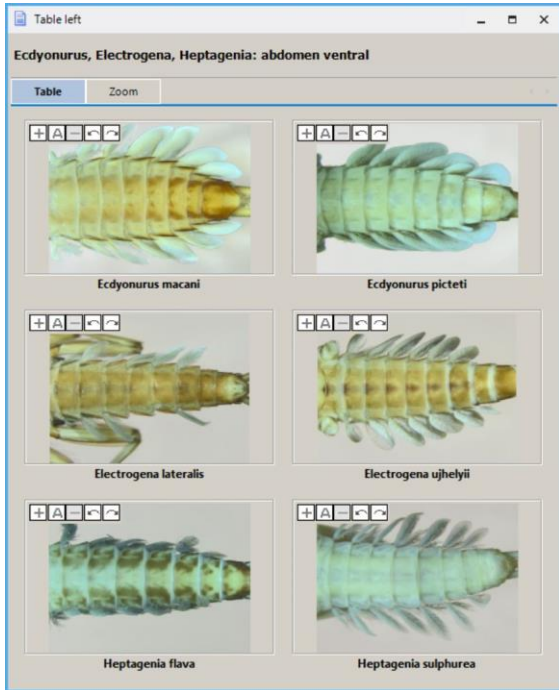 Table left
Ecdyonurus, Electrogena, Heptagenia: abdomen ventral
Table Zoom
+ A −
+ A −
Ecdyonurus macani Ecdyonurus picteti
+ A −
+ A −
Electrogena lateralis Electrogena ujhelyii
+ A −
+ A −
Heptagenia flava Heptagenia sulphurea